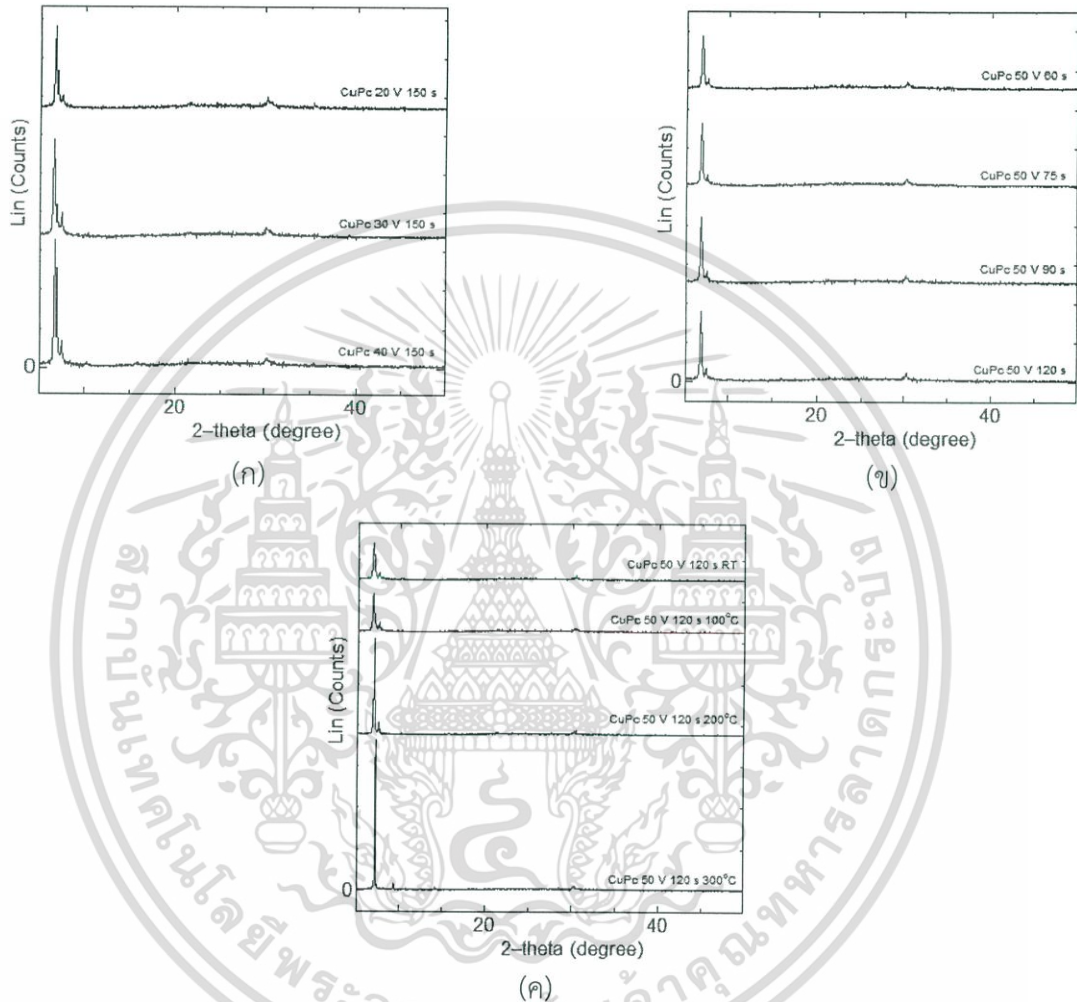 CuPc 20 V 150 s
CuPc 30 V 150 s
CuPc 40 V 150 s
Lin (Counts)
0
20 40
2–theta (degree)
(ก)
CuPc 50 V 60 s
CuPc 50 V 75 s
CuPc 50 V 90 s
CuPc 50 V 120 s
Lin (Counts)
0
20 40
2–theta (degree)
(ข)
CuPc 50 V 120 s RT
CuPc 50 V 120 s 100°C
CuPc 50 V 120 s 200°C
CuPc 50 V 120 s 300°C
Lin (Counts)
0
20 40
2–theta (degree)
(ค)